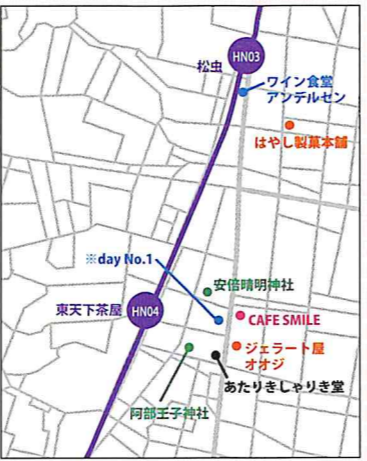 HN03
松虫
ワイン食堂
アンデルセン
はやし製菓本舗
※day No.1
安倍晴明神社
東天下茶屋
HN04
CAFE SMILE
ジェラート屋
オオジ
あたりきしゃりき堂
阿部王子神社